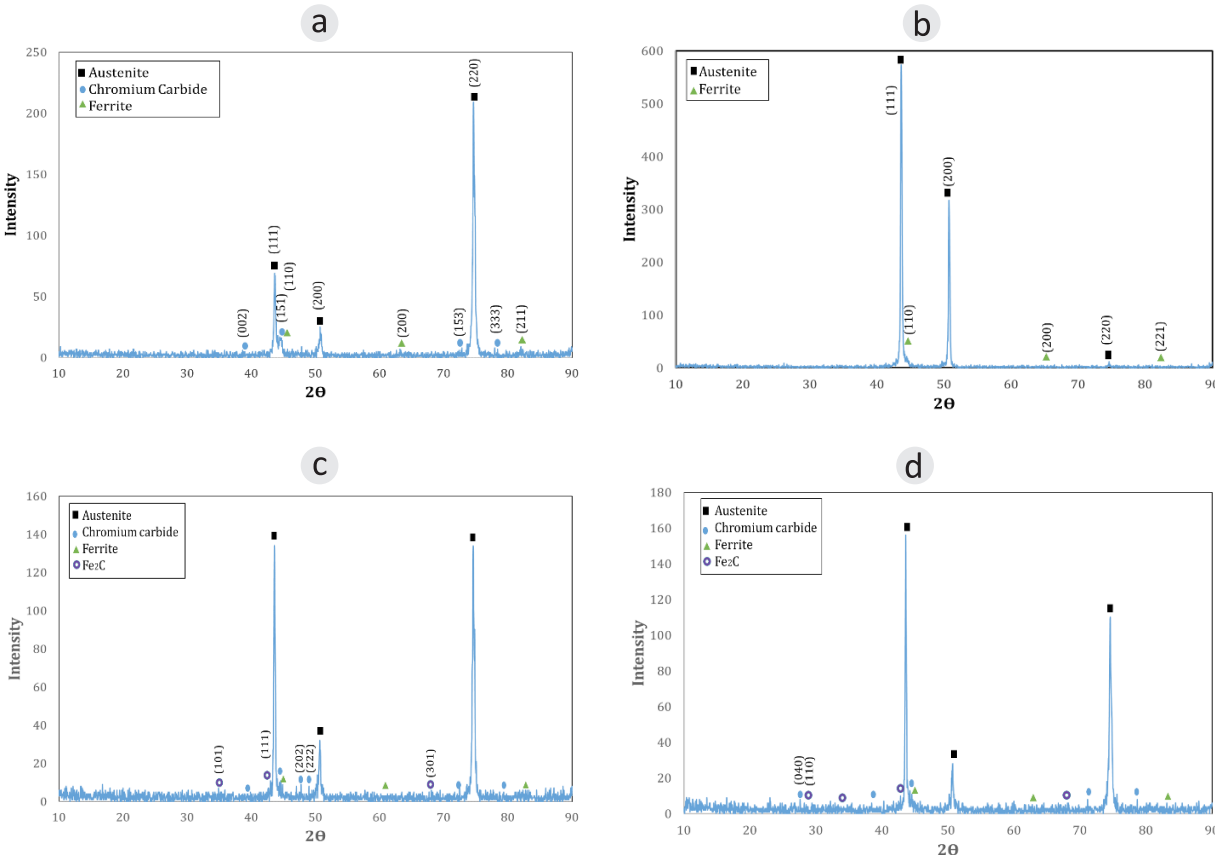 a
250
200
150
100
50
0
Intensity
Austenite
Chromium Carbide
Ferrite
(002)
(111)
(151)
(110)
(200)
(200)
(153)
(220)
(333)
(211)
10 20 30 40 50 60 70 80 90
2Θ
b
600
500
400
300
200
100
0
Intensity
Austenite
Ferrite
(111)
(110)
(200)
(200)
(220)
(221)
10 20 30 40 50 60 70 80 90
2Θ
c
160
140
120
100
80
60
40
20
0
Intensity
Austenite
Chromium carbide
Ferrite
Fe₂C
(101)
(111)
(202)
(222)
(301)
10 20 30 40 50 60 70 80 90
2Θ
d
180
160
140
120
100
80
60
40
20
0
Intensity
Austenite
Chromium carbide
Ferrite
Fe₂C
(040)
(110)
10 20 30 40 50 60 70 80 90
2Θ